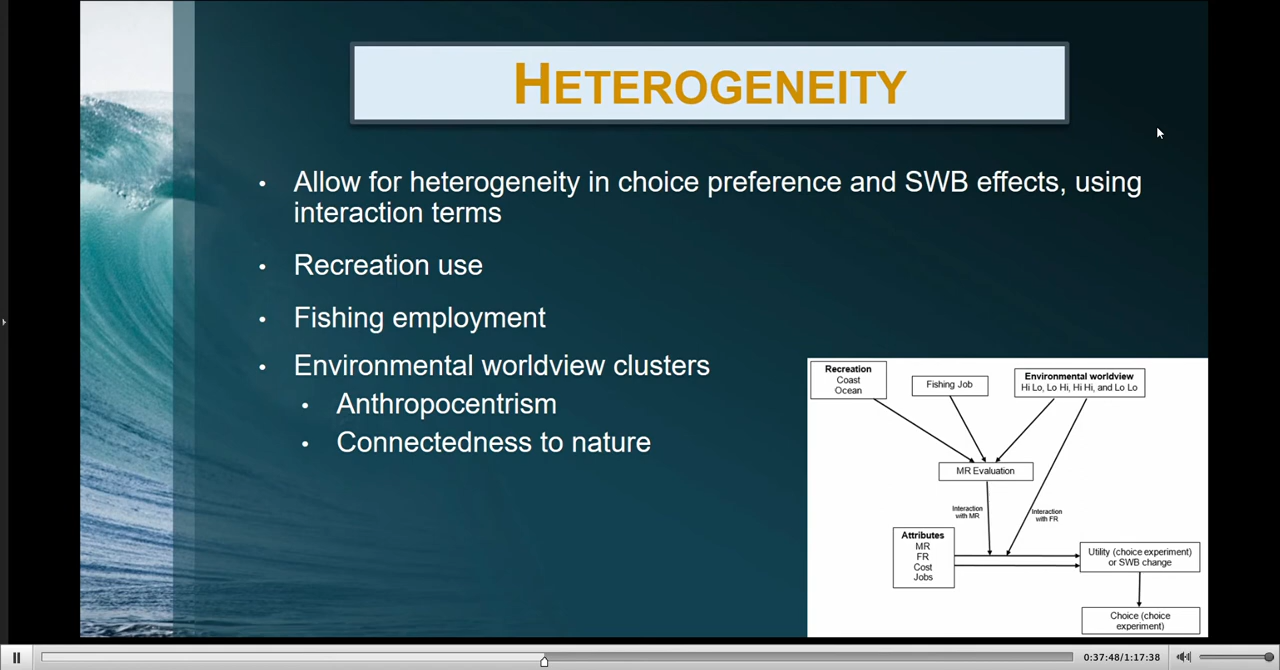 HETEROGENEITY
• Allow for heterogeneity in choice preference and SWB effects, using
interaction terms
• Recreation use
• Fishing employment
• Environmental worldview clusters
• Anthropocentrism
• Connectedness to nature
Recreation
Coast
Ocean
Fishing Job
Environmental worldview
Hi Lo, Lo Hi, Hi Hi, and Lo Lo
MR Evaluation
Interaction
with MR
Interaction
with FR
Attributes
MR
FR
Cost
Jobs
Utility (choice experiment)
or SWB change
Choice (choice
experiment)
0:37:48/1:17:38